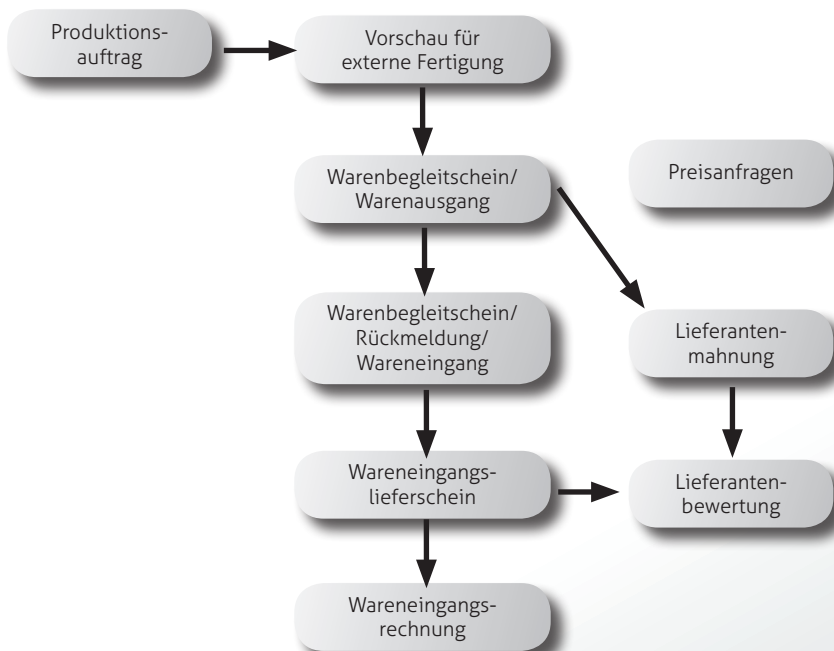 Produktions-
auftrag
Vorschau für
externe Fertigung
Warenbegleitschein/
Warenausgang
Preisanfragen
Warenbegleitschein/
Rückmeldung/
Wareneingang
Lieferanten-
mahnung
Wareneingangs-
lieferschein
Lieferanten-
bewertung
Wareneingangs-
rechnung